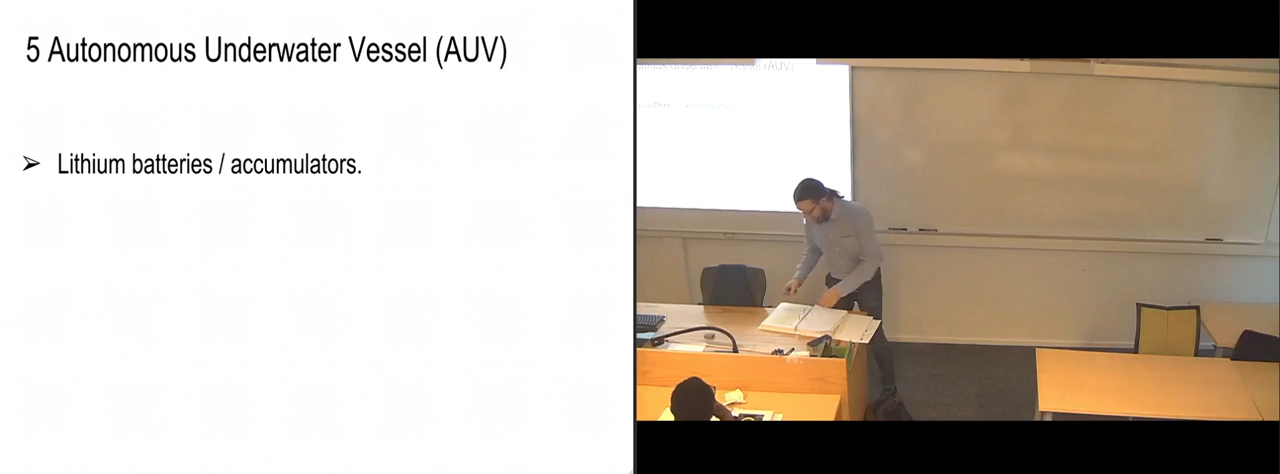 5 Autonomous Underwater Vessel (AUV)
➢ Lithium batteries / accumulators.